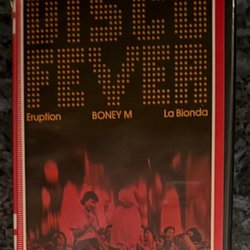 DISCO
FEVER
Eruption BONEY M La Bionda